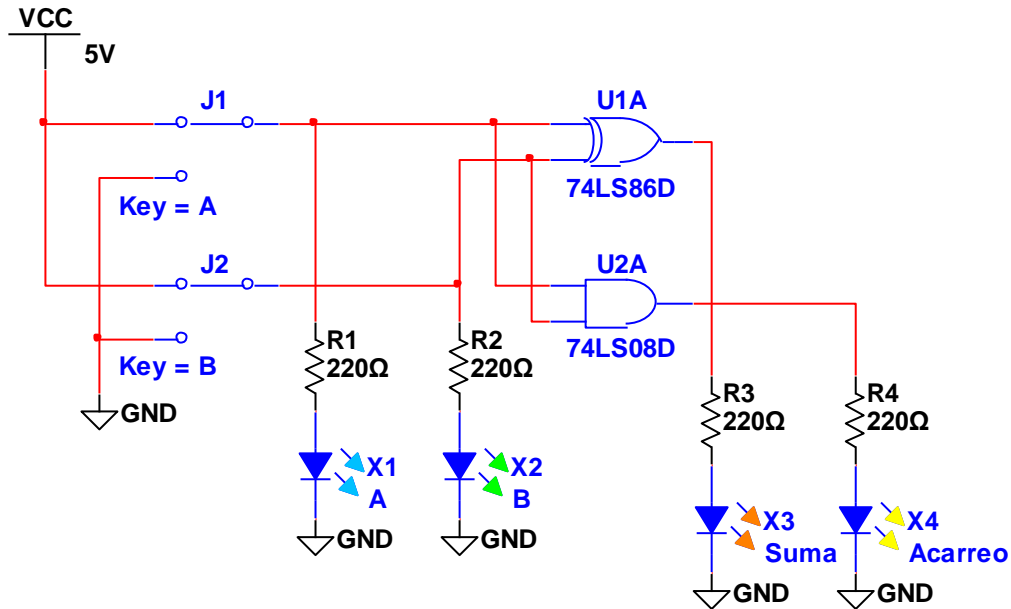 VCC
5V
J1
Key = A
J2
Key = B
GND
R1
220Ω
X1
A
GND
R2
220Ω
X2
B
GND
U1A
74LS86D
U2A
74LS08D
R3
220Ω
X3
Suma
GND
R4
220Ω
X4
Acarreo
GND